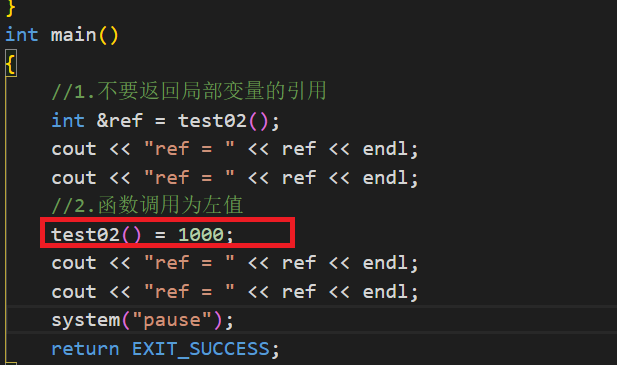 }
int main()
{
//1.不要返回局部变量的引用
int &ref = test02();
cout << "ref = " << ref << endl;
cout << "ref = " << ref << endl;
//2.函数调用为左值
test02() = 1000;
cout << "ref = " << ref << endl;
cout << "ref = " << ref << endl;
system("pause");
return EXIT_SUCCESS;